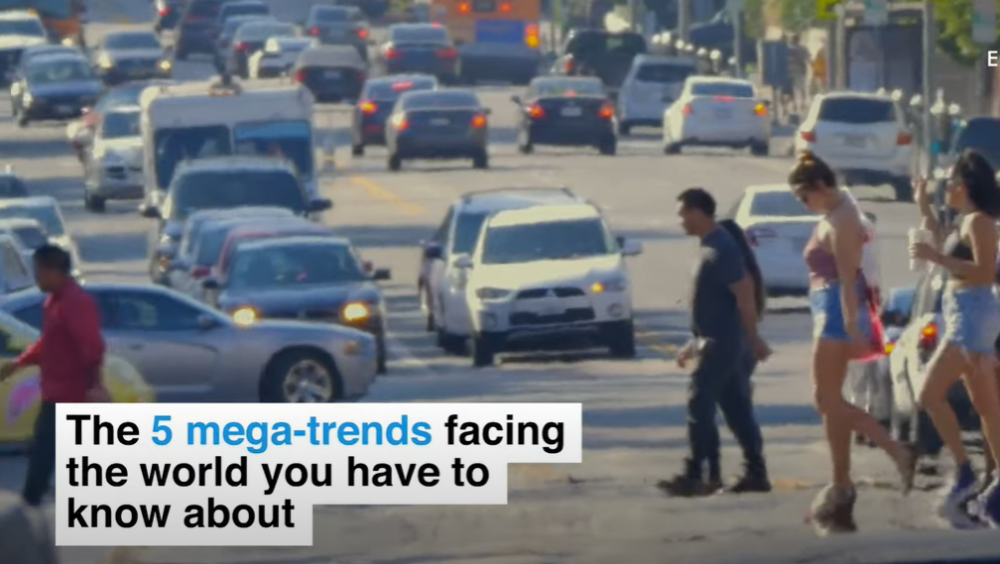 The 5 mega-trends facing
the world you have to
know about
E